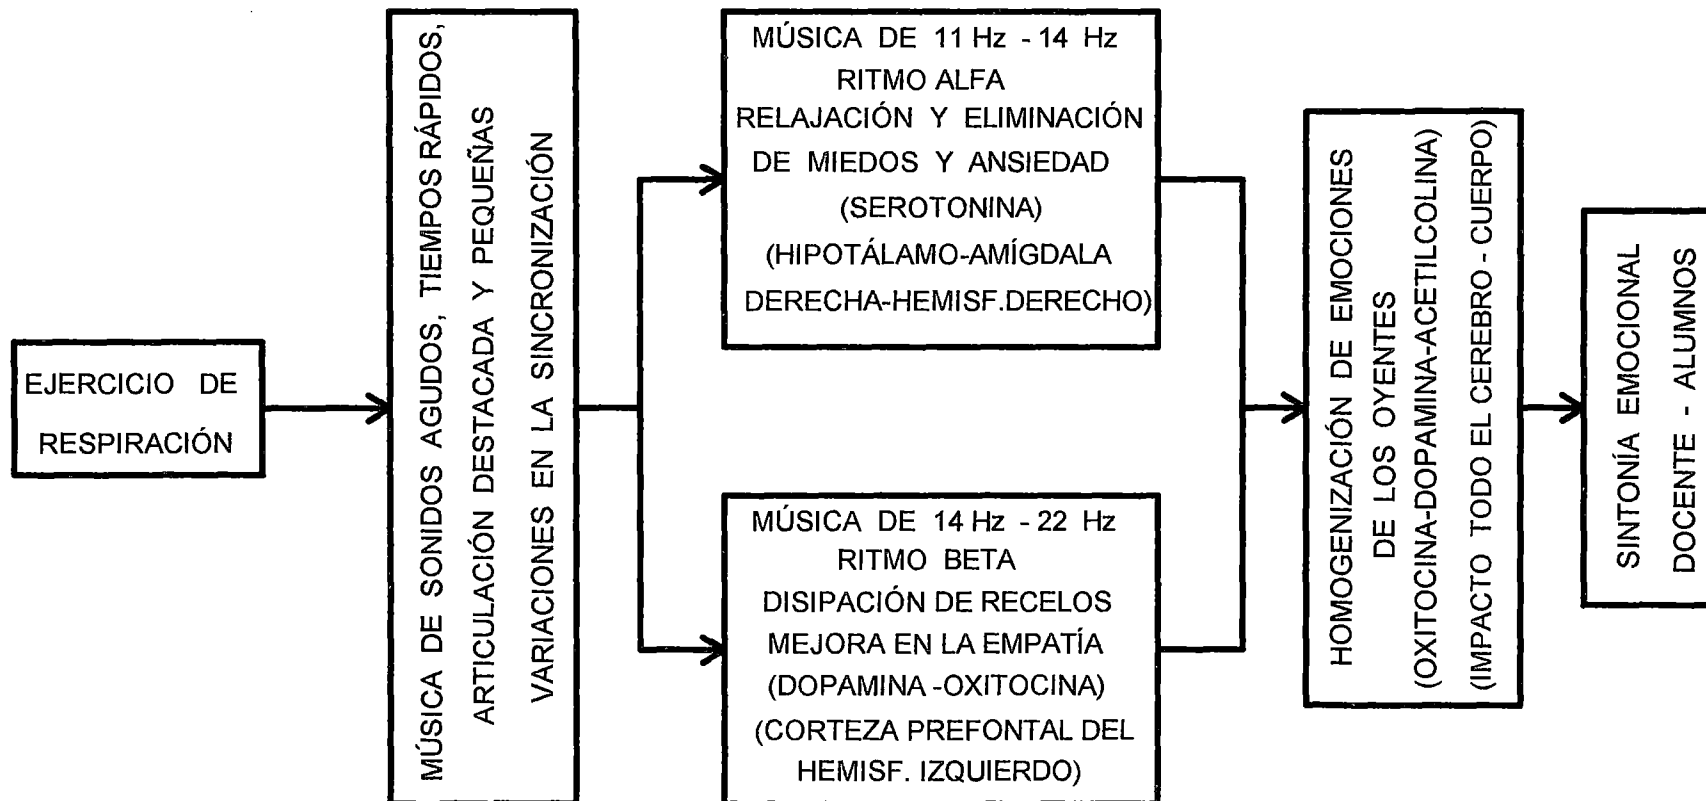 EJERCICIO DE
RESPIRACIÓN
MÚSICA DE SONIDOS AGUDOS, TIEMPOS RÁPIDOS,
ARTICULACIÓN DESTACADA Y PEQUEÑAS
VARIACIONES EN LA SINCRONIZACIÓN
MÚSICA DE 11 Hz - 14 Hz
RITMO ALFA
RELAJACIÓN Y ELIMINACIÓN
DE MIEDOS Y ANSIEDAD
(SEROTONINA)
(HIPOTÁLAMO-AMÍGDALA
DERECHA-HEMISF.DERECHO)
MÚSICA DE 14 Hz - 22 Hz
RITMO BETA
DISIPACIÓN DE RECELOS
MEJORA EN LA EMPATÍA
(DOPAMINA -OXITOCINA)
(CORTEZA PREFONTAL DEL
HEMISF. IZQUIERDO)
HOMOGENIZACIÓN DE EMOCIONES
DE LOS OYENTES
(OXITOCINA-DOPAMINA-ACETILCOLINA)
(IMPACTO TODO EL CEREBRO - CUERPO)
SINTONÍA EMOCIONAL
DOCENTE - ALUMNOS